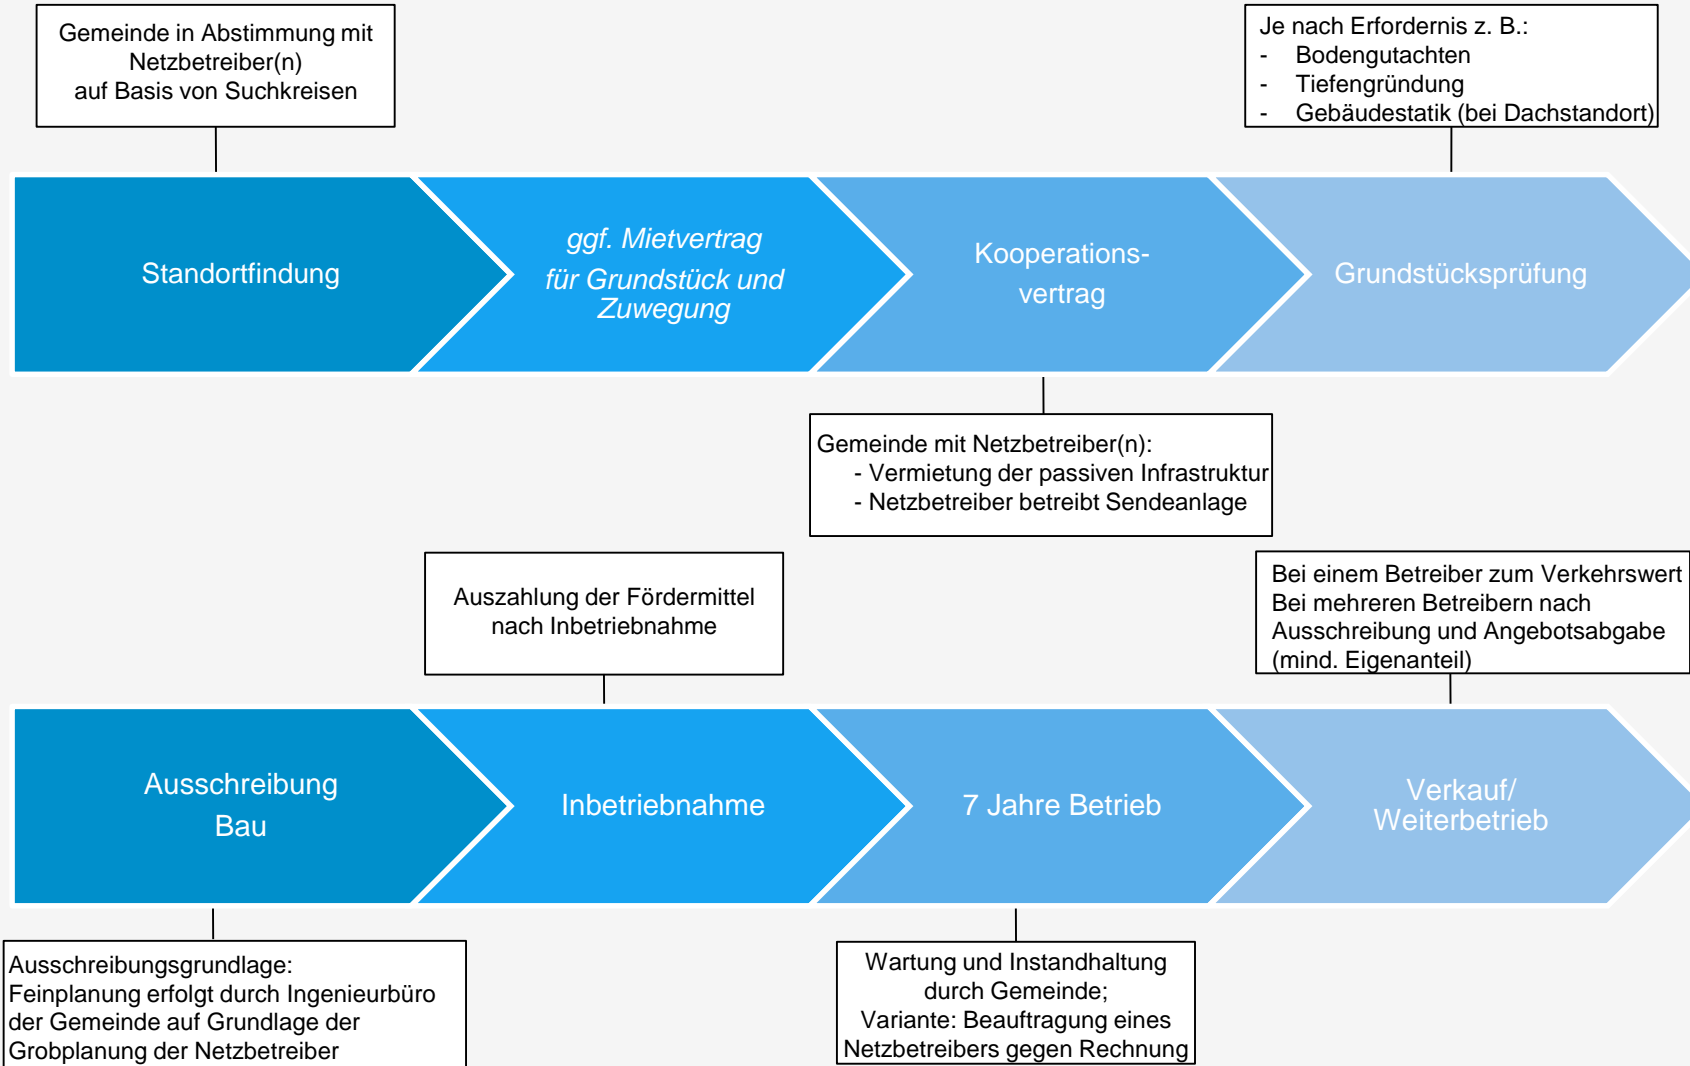 Gemeinde in Abstimmung mit
Netzbetreiber(n)
auf Basis von Suchkreisen
Je nach Erfordernis z. B.:
- Bodengutachten
- Tiefengründung
- Gebäudestatik (bei Dachstandort)
Standortfindung
ggf. Mietvertrag
für Grundstück und
Zuwegung
Kooperations-
vertrag
Grundstücksprüfung
Gemeinde mit Netzbetreiber(n):
- Vermietung der passiven Infrastruktur
- Netzbetreiber betreibt Sendeanlage
Auszahlung der Fördermittel
nach Inbetriebnahme
Bei einem Betreiber zum Verkehrswert
Bei mehreren Betreibern nach
Ausschreibung und Angebotsabgabe
(mind. Eigenanteil)
Ausschreibung
Bau
Inbetriebnahme
7 Jahre Betrieb
Verkauf/
Weiterbetrieb
Ausschreibungsgrundlage:
Feinplanung erfolgt durch Ingenieurbüro
der Gemeinde auf Grundlage der
Grobplanung der Netzbetreiber
Wartung und Instandhaltung
durch Gemeinde;
Variante: Beauftragung eines
Netzbetreibers gegen Rechnung